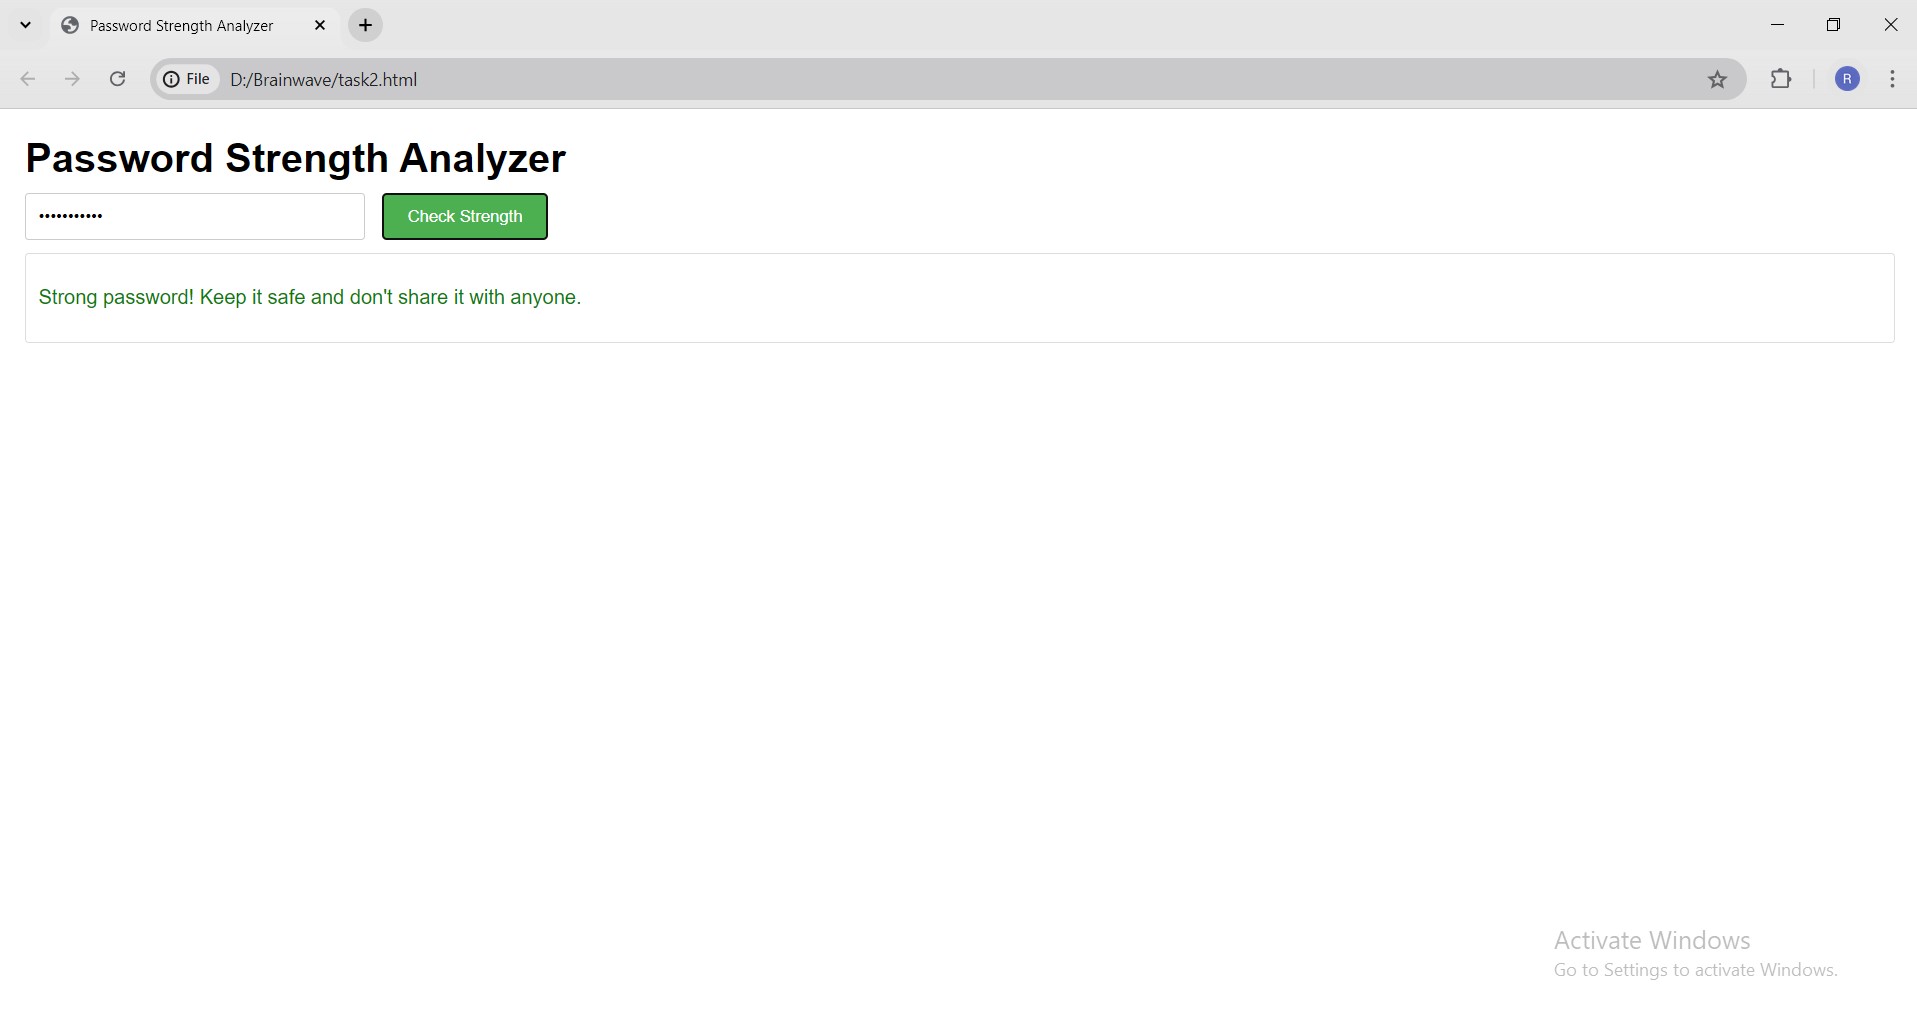 Password Strength Analyzer
File D:/Brainwave/task2.html
R
Password Strength Analyzer
••••••••••• Check Strength
Strong password! Keep it safe and don't share it with anyone.
Activate Windows
Go to Settings to activate Windows.